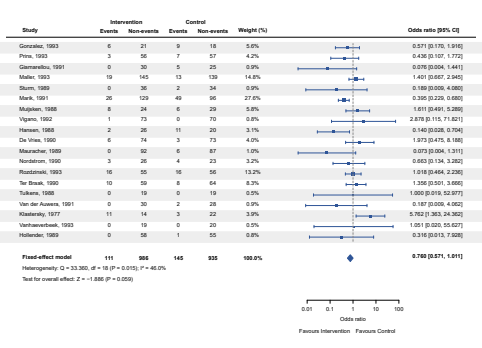 Intervention Control
Study Events Non-events Events Non-events Weight (%) Odds ratio [95% CI]
Gonzalez, 1993 6 21 9 18 5.6% 0.571 [0.170, 1.916]
Prins, 1993 3 56 7 57 4.2% 0.436 [0.107, 1.772]
Giamarellou, 1991 0 30 5 25 0.9% 0.076 [0.004, 1.441]
Maller, 1993 19 145 13 139 14.8% 1.401 [0.667, 2.945]
Sturm, 1989 0 36 2 34 0.8% 0.189 [0.009, 4.080]
Marik, 1991 26 129 49 96 27.6% 0.395 [0.229, 0.680]
Muijsken, 1988 8 24 6 29 5.8% 1.611 [0.491, 5.289]
Vigano, 1992 1 73 0 70 0.8% 2.878 [0.115, 71.821]
Hansen, 1988 2 26 11 20 3.1% 0.140 [0.028, 0.704]
De Vries, 1990 6 74 3 73 4.0% 1.973 [0.475, 8.188]
Mauracher, 1989 0 92 6 87 1.0% 0.073 [0.004, 1.311]
Nordstrom, 1990 3 26 4 23 3.2% 0.663 [0.134, 3.282]
Rozdzinski, 1993 16 55 16 56 13.2% 1.018 [0.464, 2.236]
Ter Braak, 1990 10 59 8 64 8.3% 1.356 [0.501, 3.666]
Tulkens, 1988 0 19 0 19 0.5% 1.000 [0.019, 52.977]
Van der Auwera, 1991 0 30 2 28 0.8% 0.187 [0.009, 4.062]
Klastersky, 1977 11 14 3 22 3.9% 5.762 [1.363, 24.362]
Vanhaeverbeek, 1993 0 19 0 20 0.5% 1.051 [0.020, 55.627]
Hollender, 1989 0 58 1 55 0.8% 0.316 [0.013, 7.928]
Fixed-effect model 111 986 145 935 100.0% 0.760 [0.571, 1.011]
Heterogeneity: Q = 33.360, df = 18 (P = 0.015); I² = 46.0%
Test for overall effect: Z = −1.886 (P = 0.059)
0.01 0.1 1 10 100
Odds ratio
Favours Intervention Favours Control